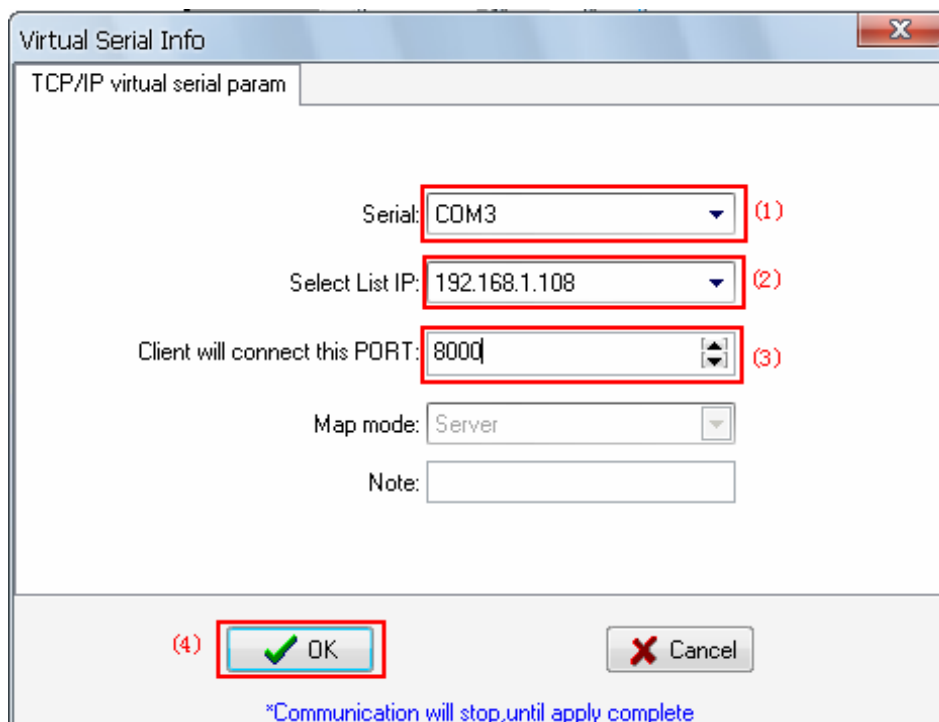 Virtual Serial Info
TCP/IP virtual serial param
Serial: COM3 (1)
Select List IP: 192.168.1.108 (2)
Client will connect this PORT: 8000 (3)
Map mode: Server
Note:
(4) OK Cancel
*Communication will stop,until apply complete